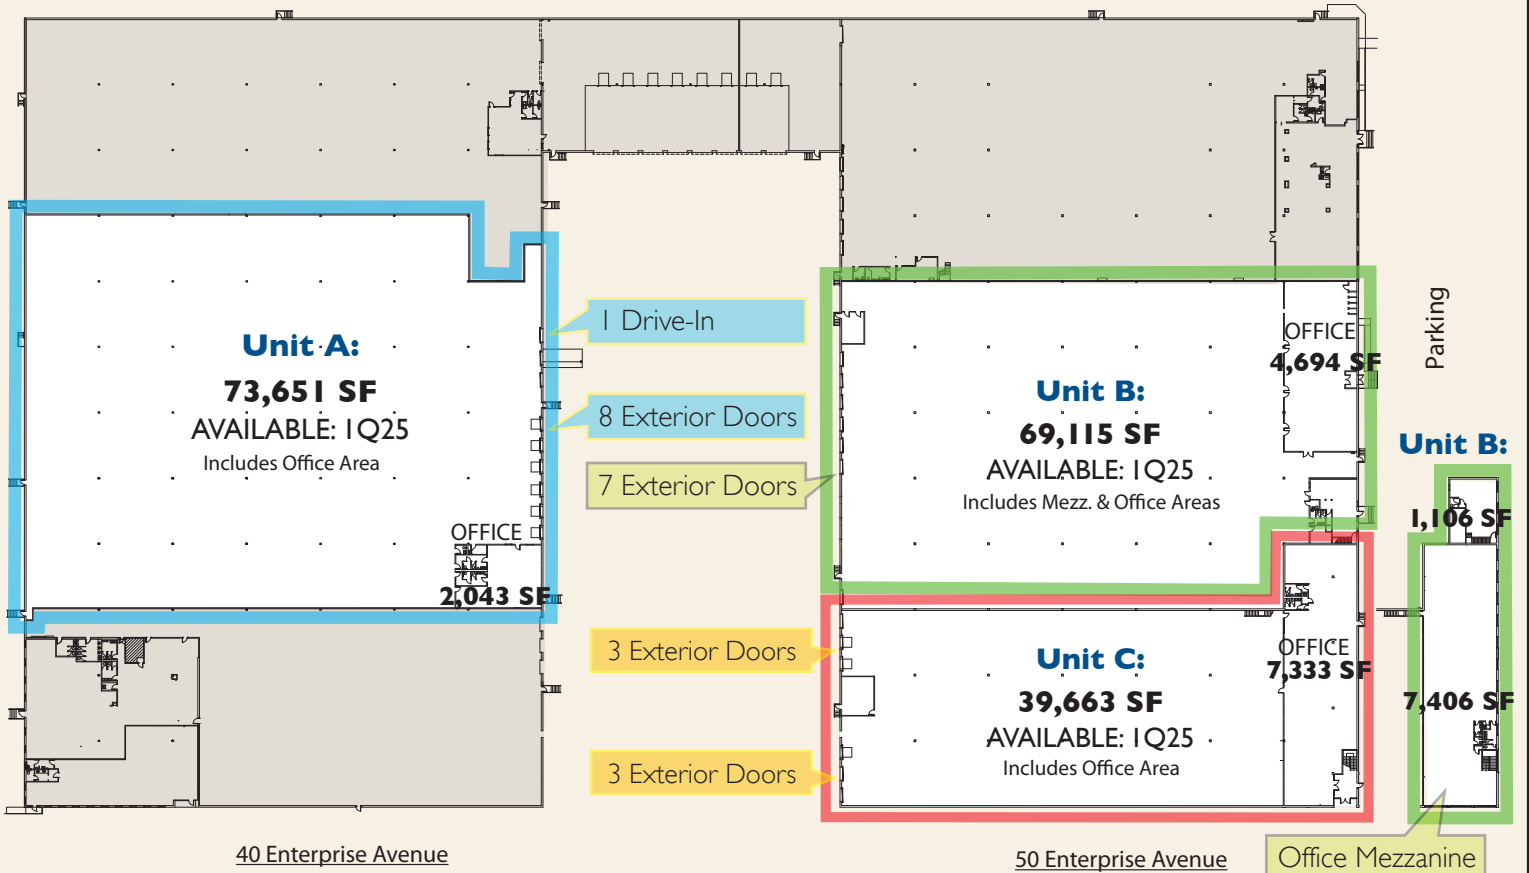 Unit A:
73,651 SF
AVAILABLE: 1Q25
Includes Office Area
OFFICE
2,043 SF
1 Drive-In
8 Exterior Doors
7 Exterior Doors
3 Exterior Doors
3 Exterior Doors
Unit B:
69,115 SF
AVAILABLE: 1Q25
Includes Mezz. & Office Areas
OFFICE
4,694 SF
Parking
Unit B:
1,106 SF
7,406 SF
Unit C:
39,663 SF
AVAILABLE: 1Q25
Includes Office Area
OFFICE
7,333 SF
40 Enterprise Avenue
50 Enterprise Avenue
Office Mezzanine